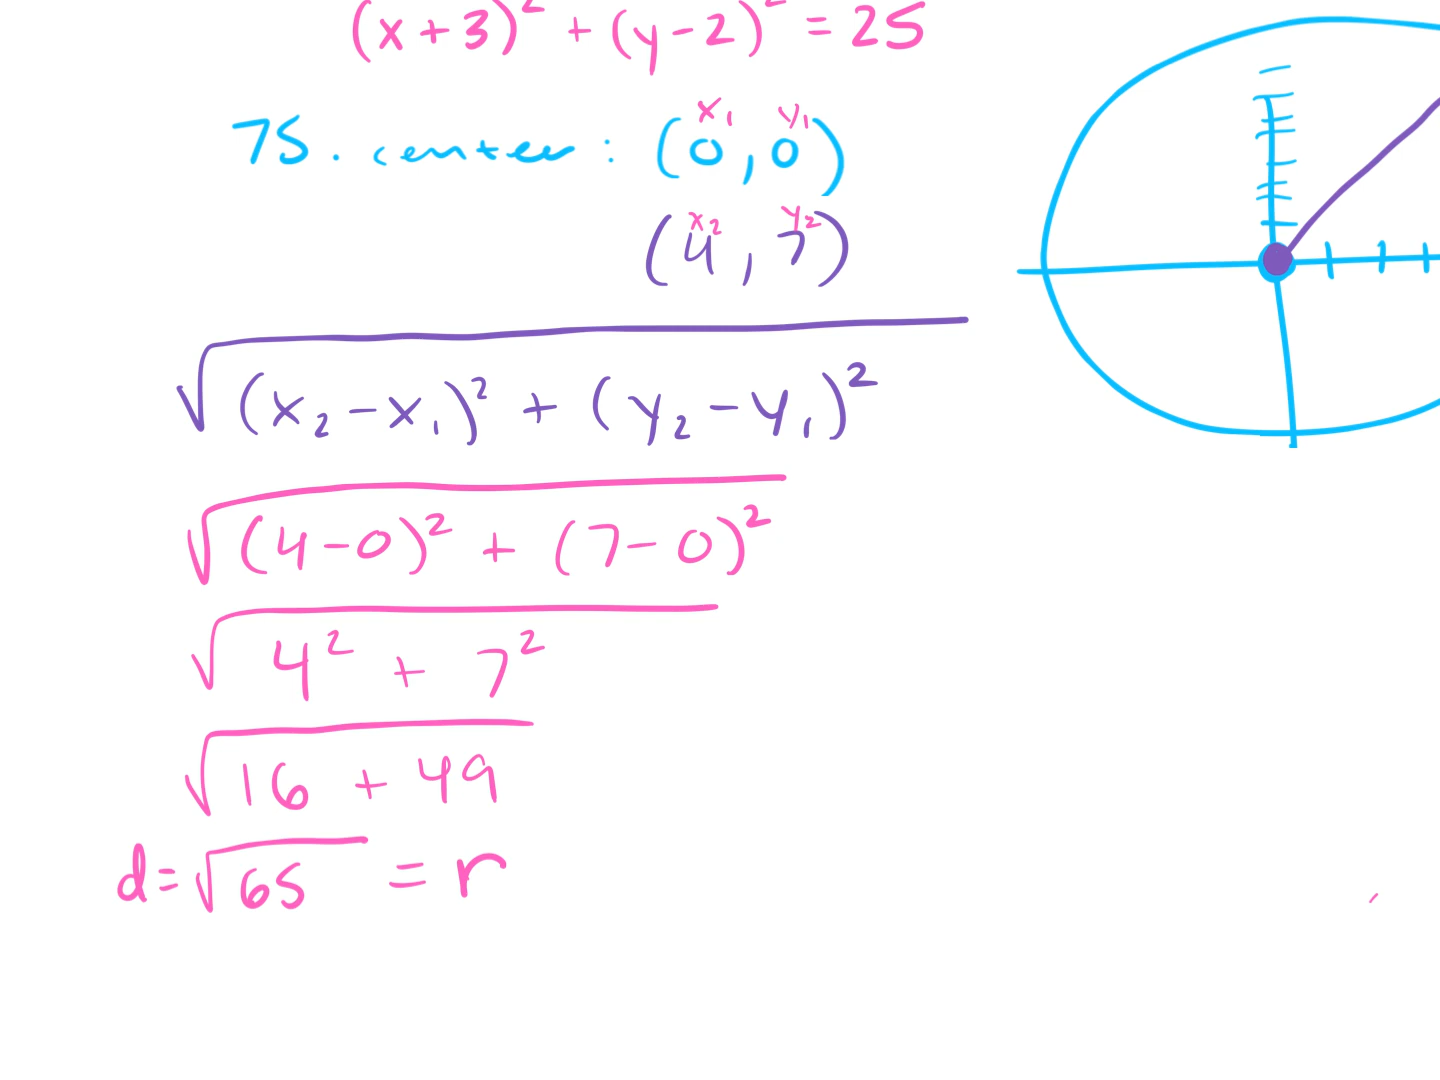 (x+3)² + (y-2)² = 25
75. center: (0, 0)
x₁ y₁
(4, 7)
x₂ y₂
√((x₂-x₁)² + (y₂-y₁)²)
√((4-0)² + (7-0)²)
√(4² + 7²)
√(16 + 49)
d=√65 = r